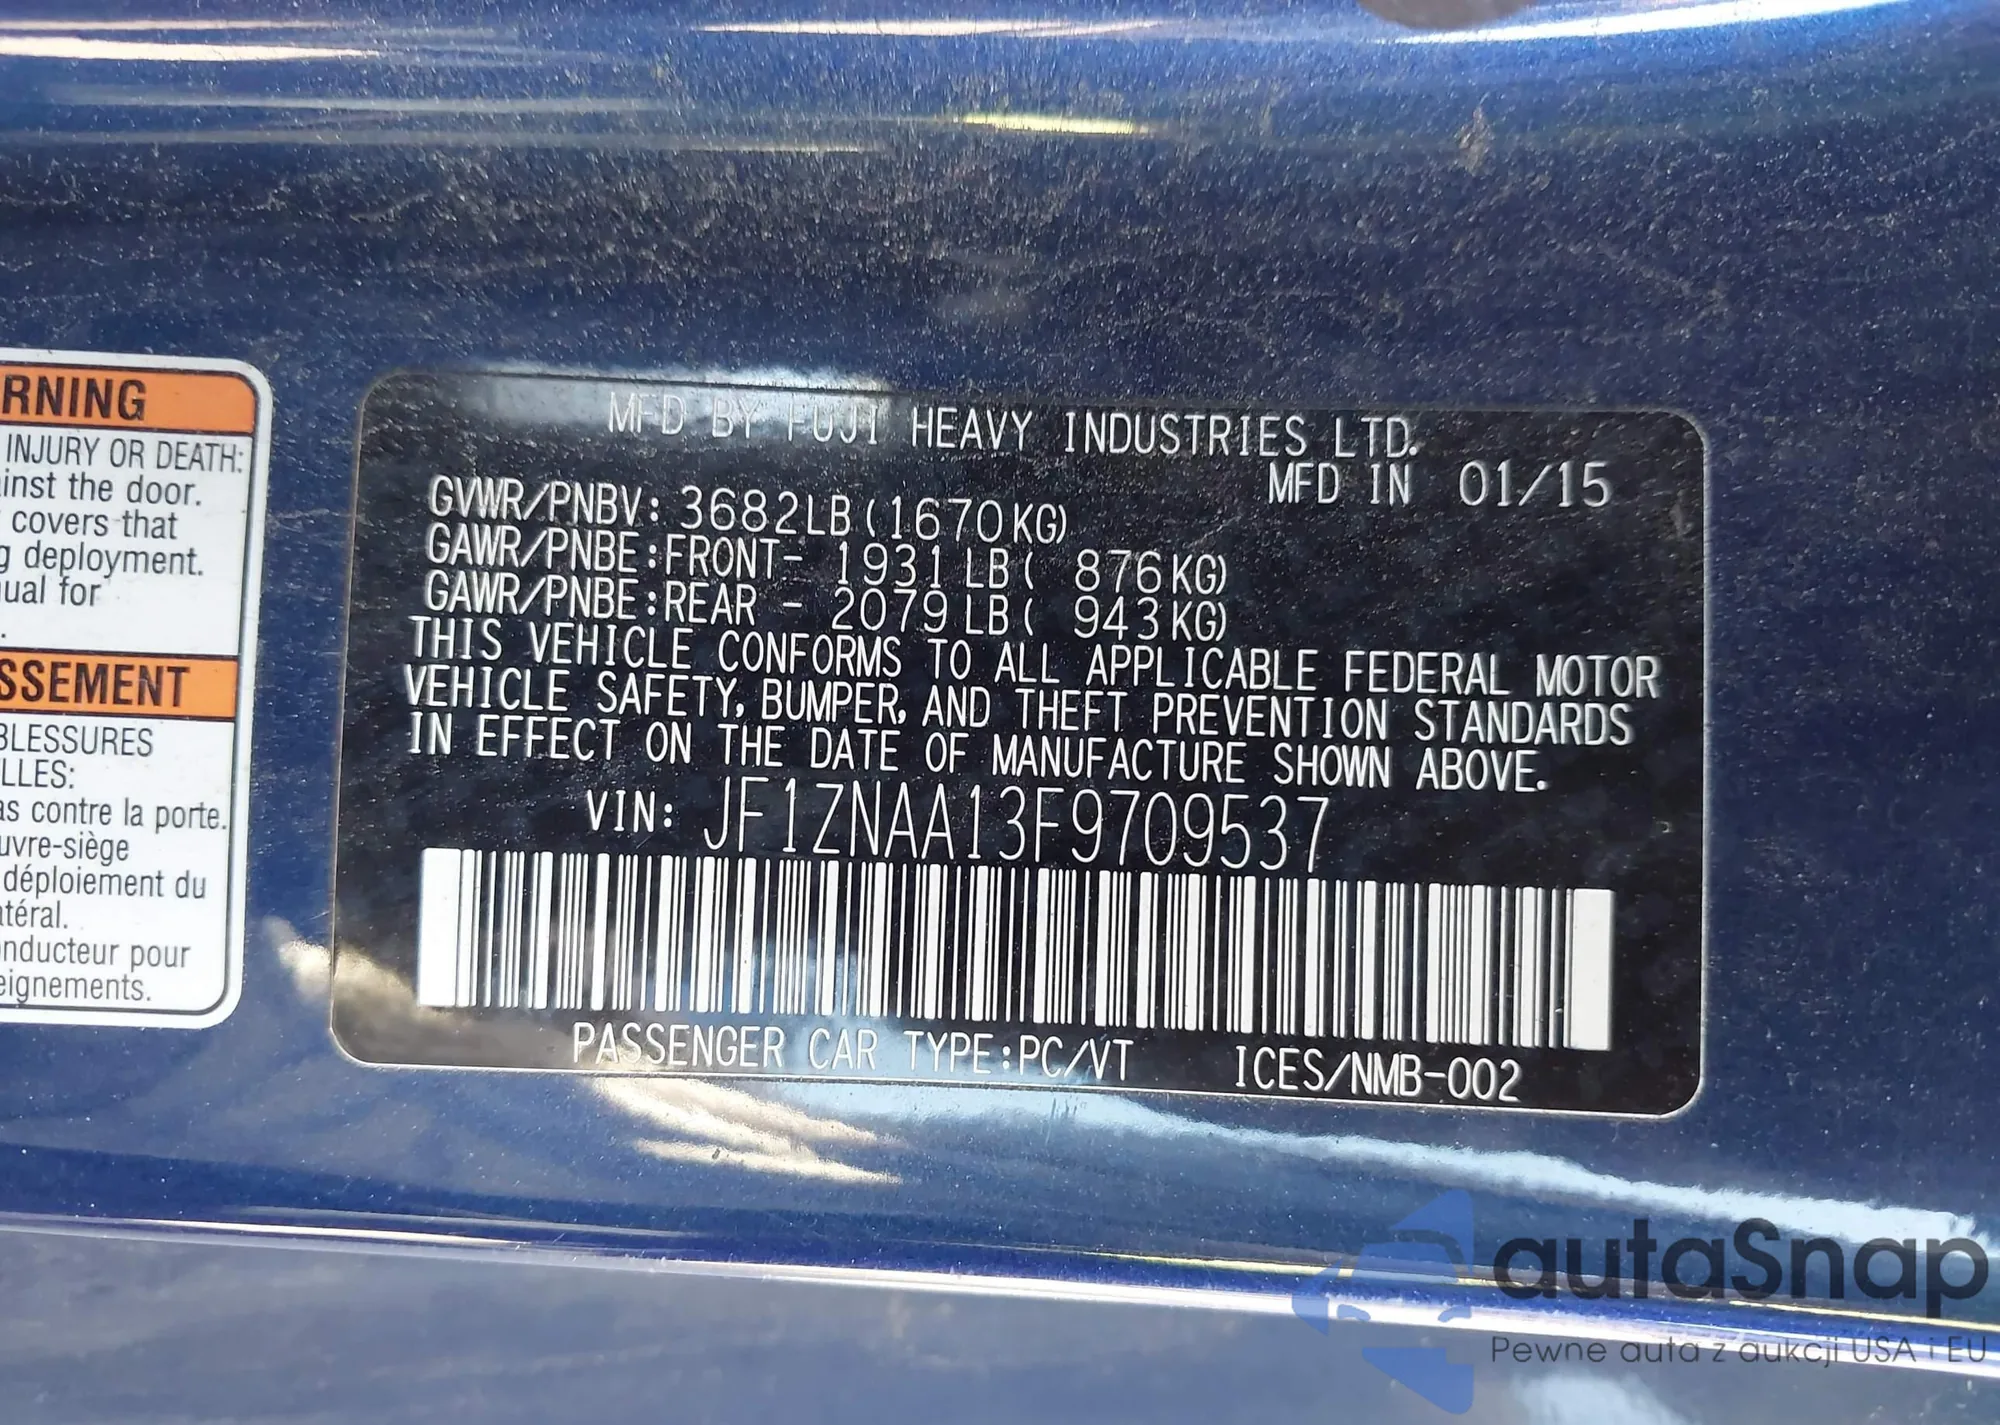 RNING
INJURY OR DEATH:
inst the door.
covers that
g deployment.
ual for
.
SSEMENT
BLESSURES
LLES:
as contre la porte.
uvre-siège
déploiement du
atéral.
onducteur pour
eignements.
MFD BY FUJI HEAVY INDUSTRIES LTD.
MFD IN 01/15
GVWR/PNBV: 3682LB(1670KG)
GAWR/PNBE:FRONT- 1931LB( 876KG)
GAWR/PNBE:REAR - 2079LB( 943KG)
THIS VEHICLE CONFORMS TO ALL APPLICABLE FEDERAL MOTOR
VEHICLE SAFETY, BUMPER, AND THEFT PREVENTION STANDARDS
IN EFFECT ON THE DATE OF MANUFACTURE SHOWN ABOVE.
VIN: JF1ZNAA13F9709537
PASSENGER CAR TYPE:PC/VT ICES/NMB-002
autaSnap
Pewne auta z aukcji USA i EU